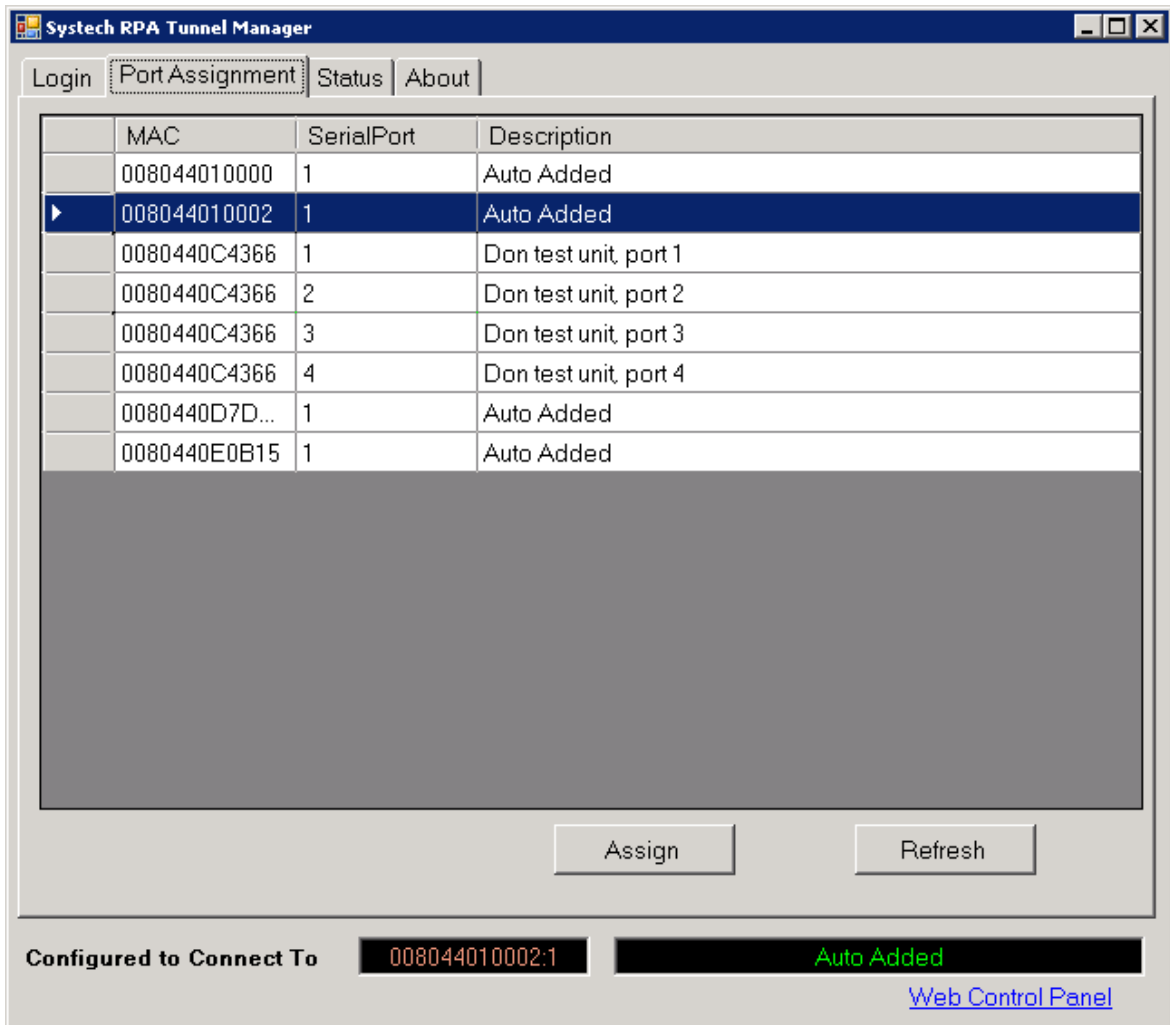 Systech RPA Tunnel Manager
Login Port Assignment Status About
MAC SerialPort Description
008044010000 1 Auto Added
008044010002 1 Auto Added
0080440C4366 1 Don test unit, port 1
0080440C4366 2 Don test unit, port 2
0080440C4366 3 Don test unit, port 3
0080440C4366 4 Don test unit, port 4
0080440D7D... 1 Auto Added
0080440E0B15 1 Auto Added
Assign Refresh
Configured to Connect To 008044010002:1 Auto Added
Web Control Panel